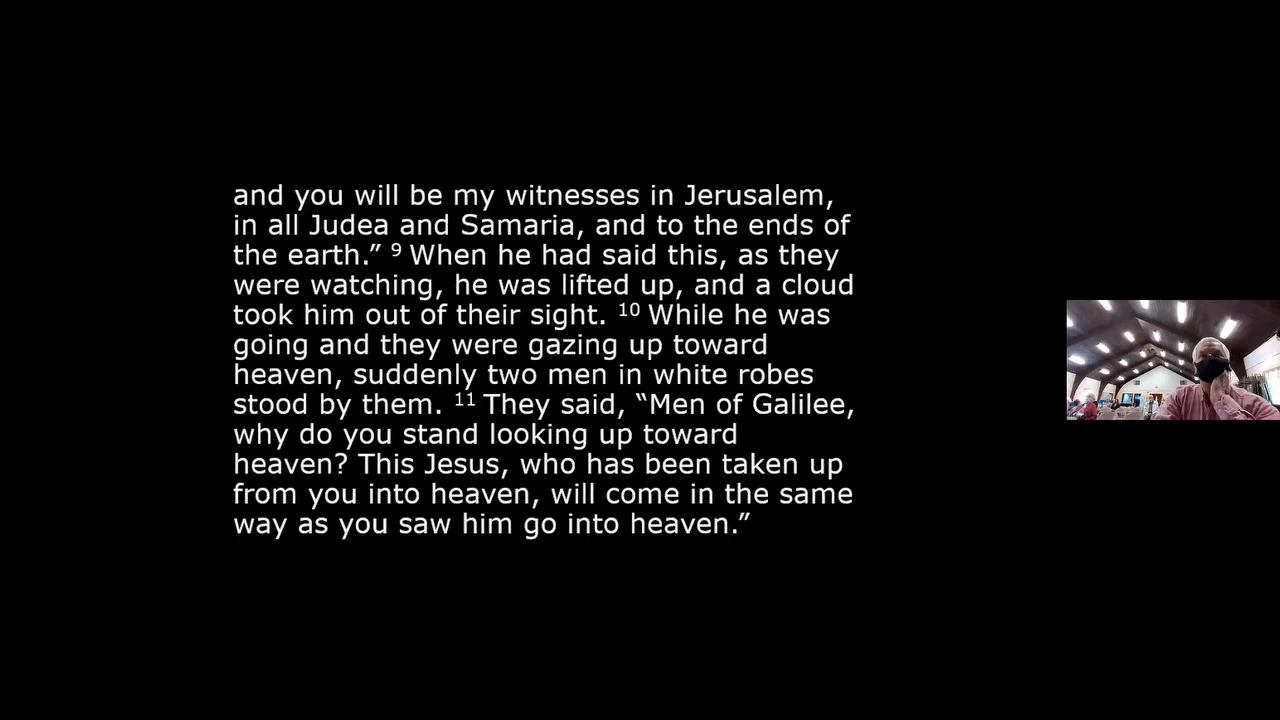 and you will be my witnesses in Jerusalem,
in all Judea and Samaria, and to the ends of
the earth.” 9 When he had said this, as they
were watching, he was lifted up, and a cloud
took him out of their sight. 10 While he was
going and they were gazing up toward
heaven, suddenly two men in white robes
stood by them. 11 They said, “Men of Galilee,
why do you stand looking up toward
heaven? This Jesus, who has been taken up
from you into heaven, will come in the same
way as you saw him go into heaven.”